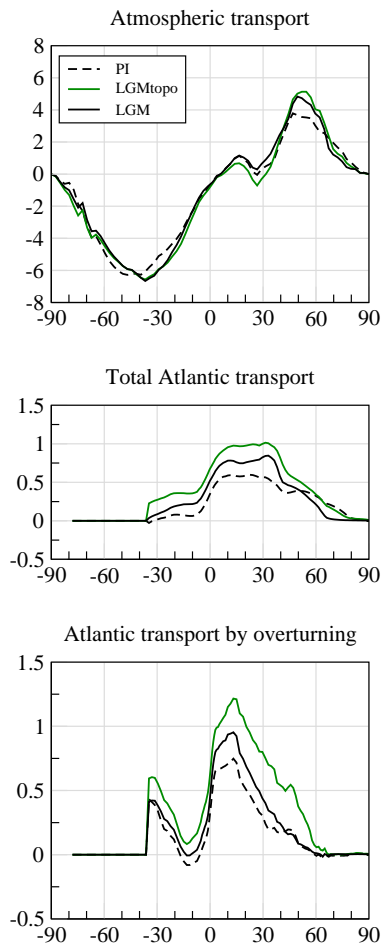 Atmospheric transport
8
PI
6
LGMtopo
4
LGM
2
0
-2
-4
-6
-8
-90 -60 -30 0 30 60 90
Total Atlantic transport
1.5
1
0.5
0
-0.5
-90 -60 -30 0 30 60 90
Atlantic transport by overturning
1.5
1
0.5
0
-0.5
-90 -60 -30 0 30 60 90